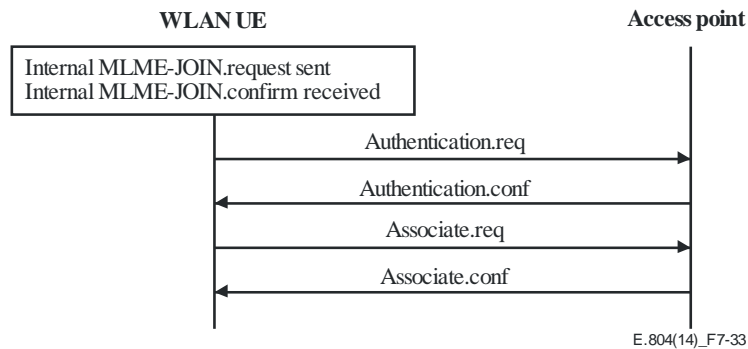 WLAN UE
Access point
Internal MLME-JOIN.request sent
Internal MLME-JOIN.confirm received
Authentication.req
Authentication.conf
Associate.req
Associate.conf
E.804(14)_F7-33